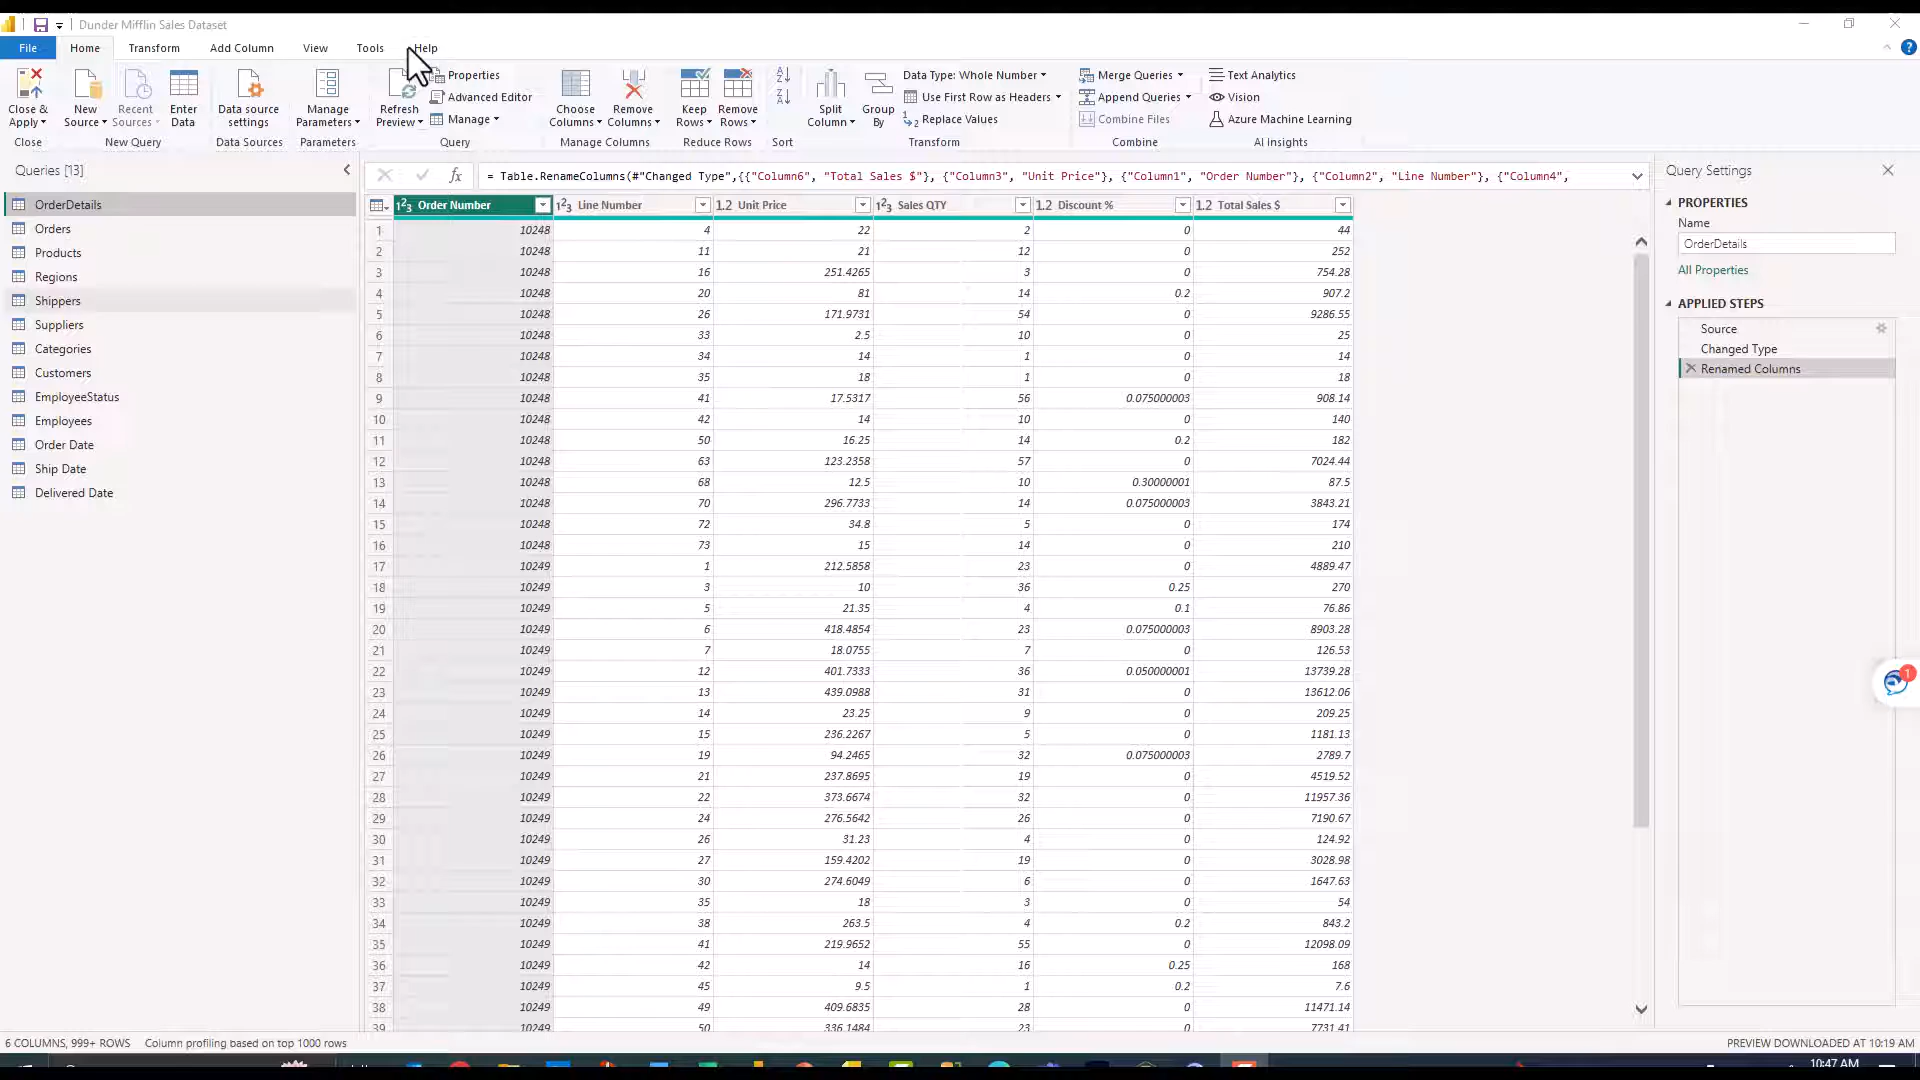 Dunder Mifflin Sales Dataset
File Home Transform Add Column View Tools Help
Close & Apply
New Source
Recent Sources
Enter Data
Data source settings
Manage Parameters
Refresh Preview
Properties
Advanced Editor
Manage
Choose Columns
Remove Columns
Keep Rows
Remove Rows
Split Column
Group By
Data Type: Whole Number
Use First Row as Headers
Replace Values
Merge Queries
Append Queries
Combine Files
Text Analytics
Vision
Azure Machine Learning
Close New Query Data Sources Parameters Query Manage Columns Reduce Rows Sort Transform Combine AI Insights
Queries [13]
OrderDetails
Orders
Products
Regions
Shippers
Suppliers
Categories
Customers
EmployeeStatus
Employees
Order Date
Ship Date
Delivered Date
fx = Table.RenameColumns(#"Changed Type",{{"Column6", "Total Sales $"}, {"Column3", "Unit Price"}, {"Column1", "Order Number"}, {"Column2", "Line Number"}, {"Column4",
1²3 Order Number 1²3 Line Number 1.2 Unit Price 1²3 Sales QTY 1.2 Discount % 1.2 Total Sales $
1 10248 4 22 2 0 44
2 10248 11 21 12 0 252
3 10248 16 251.4265 3 0 754.28
4 10248 20 81 14 0.2 907.2
5 10248 26 171.9731 54 0 9286.55
6 10248 33 2.5 10 0 25
7 10248 34 14 1 0 14
8 10248 35 18 1 0 18
9 10248 41 17.5317 56 0.075000003 908.14
10 10248 42 14 10 0 140
11 10248 50 16.25 14 0.2 182
12 10248 63 123.2358 57 0 7024.44
13 10248 68 12.5 10 0.30000001 87.5
14 10248 70 296.7733 14 0.075000003 3843.21
15 10248 72 34.8 5 0 174
16 10248 73 15 14 0 210
17 10249 1 212.5858 23 0 4889.47
18 10249 3 10 36 0.25 270
19 10249 5 21.35 4 0.1 76.86
20 10249 6 418.4854 23 0.075000003 8903.28
21 10249 7 18.0755 7 0 126.53
22 10249 12 401.7333 36 0.050000001 13739.28
23 10249 13 439.0988 31 0 13612.06
24 10249 14 23.25 9 0 209.25
25 10249 15 236.2267 5 0 1181.13
26 10249 19 94.2465 32 0.075000003 2789.7
27 10249 21 237.8695 19 0 4519.52
28 10249 22 373.6674 32 0 11957.36
29 10249 24 276.5642 26 0 7190.67
30 10249 26 31.23 4 0 124.92
31 10249 27 159.4202 19 0 3028.98
32 10249 30 274.6049 6 0 1647.63
33 10249 35 18 3 0 54
34 10249 38 263.5 4 0.2 843.2
35 10249 41 219.9652 55 0 12098.09
36 10249 42 14 16 0.25 168
37 10249 45 9.5 1 0.2 7.6
38 10249 49 409.6835 28 0 11471.14
39 10249 50 336.1484 23 0 7731.41
Query Settings
PROPERTIES
Name
OrderDetails
All Properties
APPLIED STEPS
Source
Changed Type
Renamed Columns
1
6 COLUMNS, 999+ ROWS Column profiling based on top 1000 rows
PREVIEW DOWNLOADED AT 10:19 AM
10:47 AM